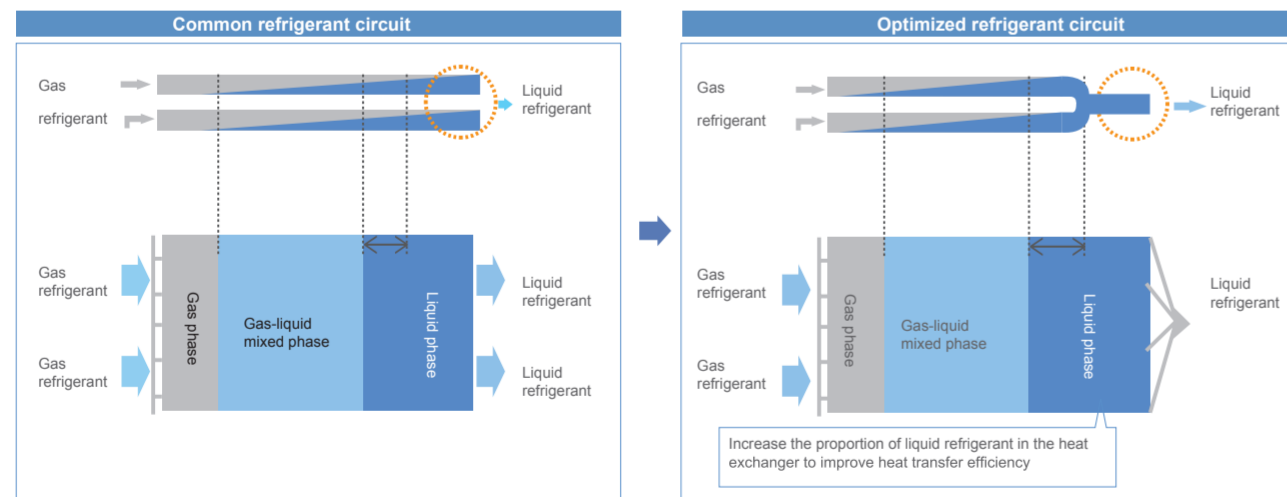 Common refrigerant circuit
Gas
refrigerant
Liquid
refrigerant
Gas
refrigerant
Gas
refrigerant
Gas phase
Gas-liquid
mixed phase
Liquid phase
Liquid
refrigerant
Liquid
refrigerant
Optimized refrigerant circuit
Gas
refrigerant
Liquid
refrigerant
Gas
refrigerant
Gas
refrigerant
Gas phase
Gas-liquid
mixed phase
Liquid phase
Liquid
refrigerant
Increase the proportion of liquid refrigerant in the heat
exchanger to improve heat transfer efficiency